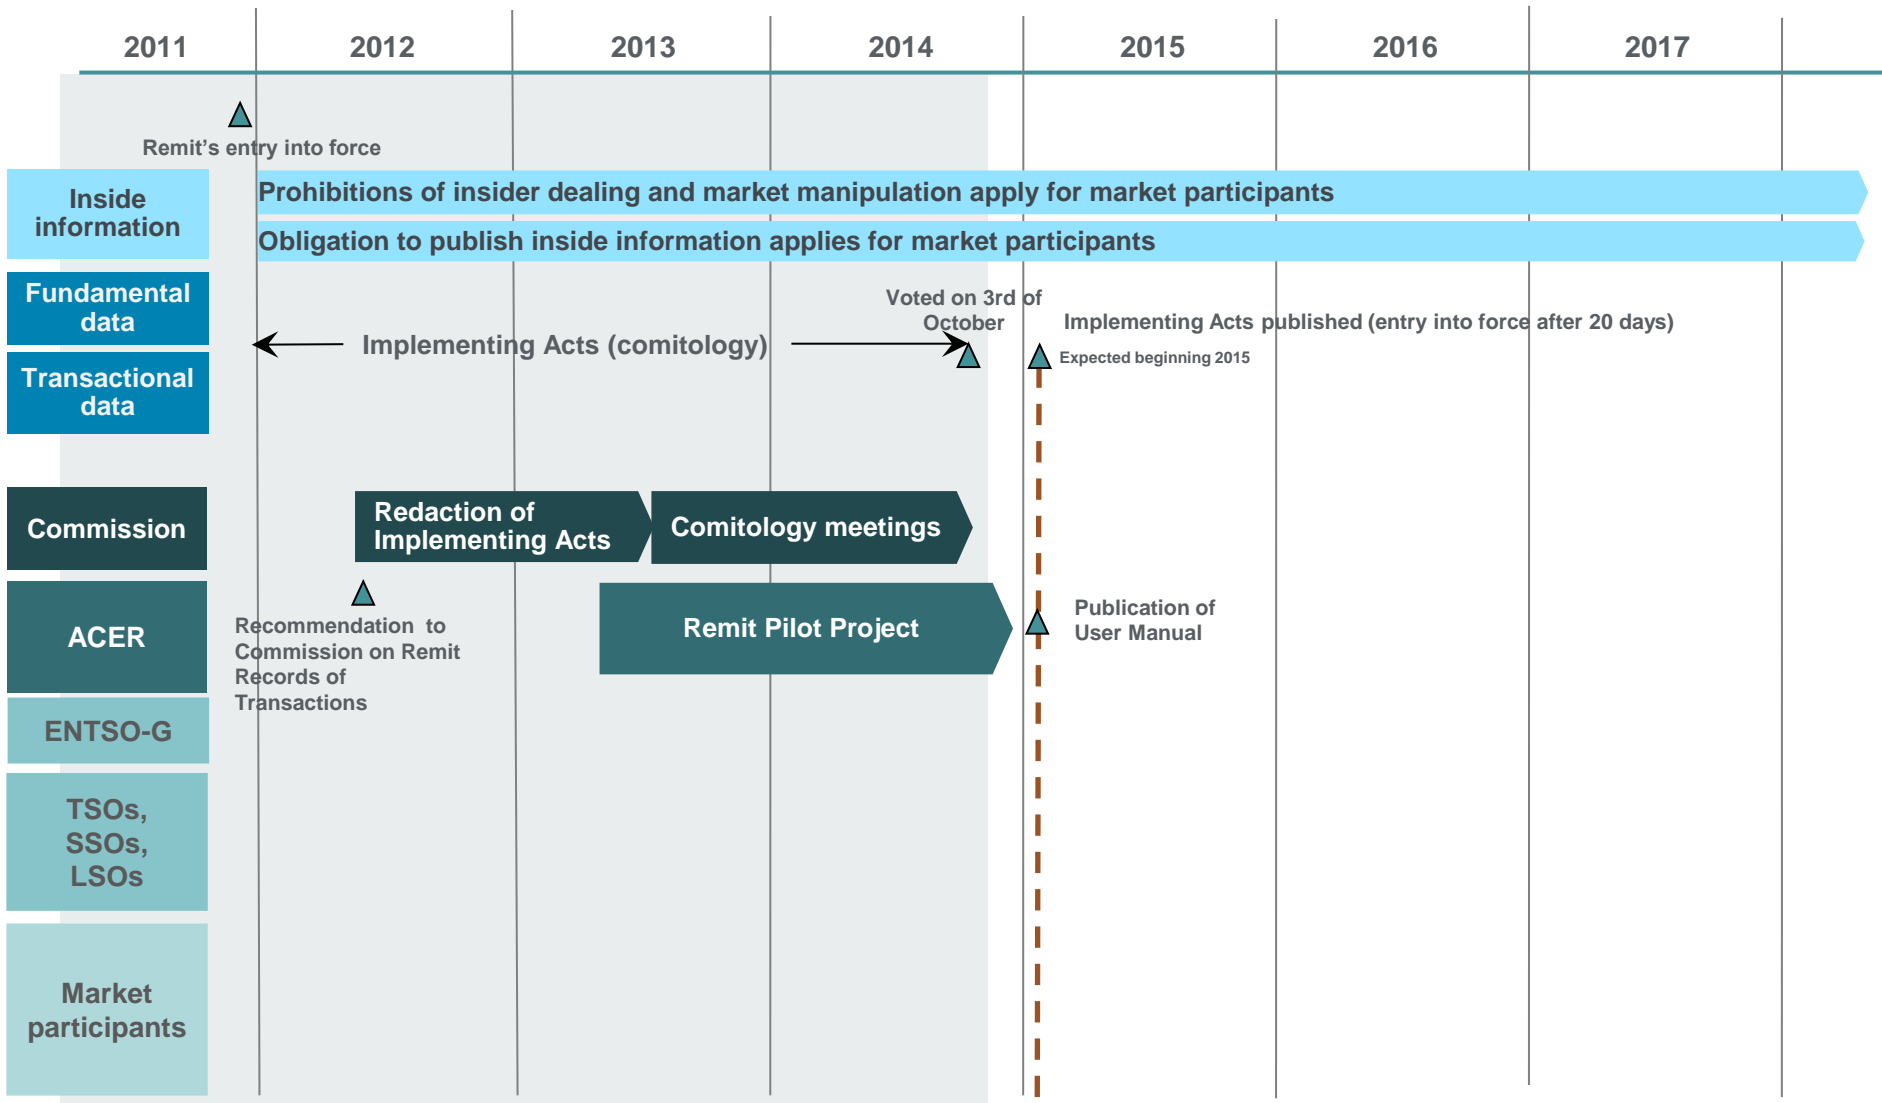 2011 2012 2013 2014 2015 2016 2017
Remit's entry into force
Inside
information
Prohibitions of insider dealing and market manipulation apply for market participants
Obligation to publish inside information applies for market participants
Fundamental
data
Transactional
data
Implementing Acts (comitology)
Voted on 3rd of
October
Implementing Acts published (entry into force after 20 days)
Expected beginning 2015
Commission
Redaction of
Implementing Acts
Comitology meetings
ACER
Recommendation to
Commission on Remit
Records of
Transactions
Remit Pilot Project
Publication of
User Manual
ENTSO-G
TSOs,
SSOs,
LSOs
Market
participants